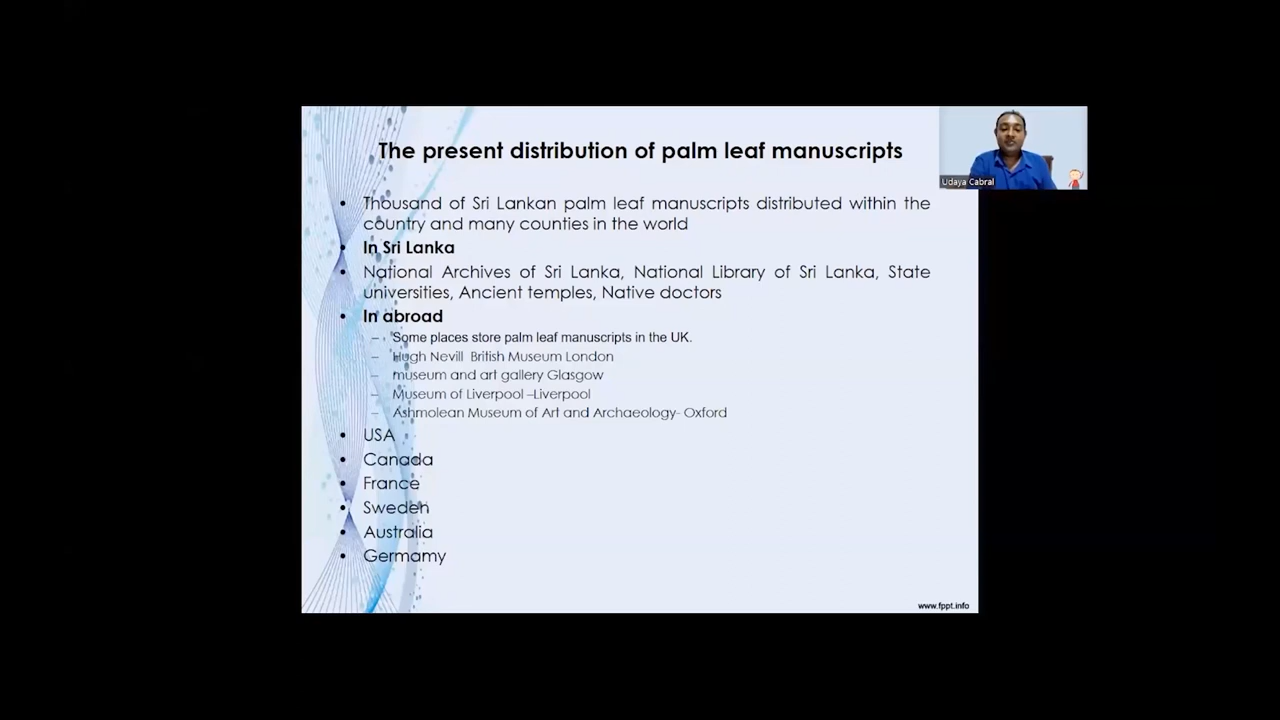 The present distribution of palm leaf manuscripts
Udaya Cabral
• Thousand of Sri Lankan palm leaf manuscripts distributed within the
country and many counties in the world
• In Sri Lanka
• National Archives of Sri Lanka, National Library of Sri Lanka, State
universities, Ancient temples, Native doctors
• In abroad
– Some places store palm leaf manuscripts in the UK.
– Hugh Nevill British Museum London
– museum and art gallery Glasgow
– Museum of Liverpool –Liverpool
– Ashmolean Museum of Art and Archaeology- Oxford
• USA
• Canada
• France
• Sweden
• Australia
• Germamy
www.fppt.info